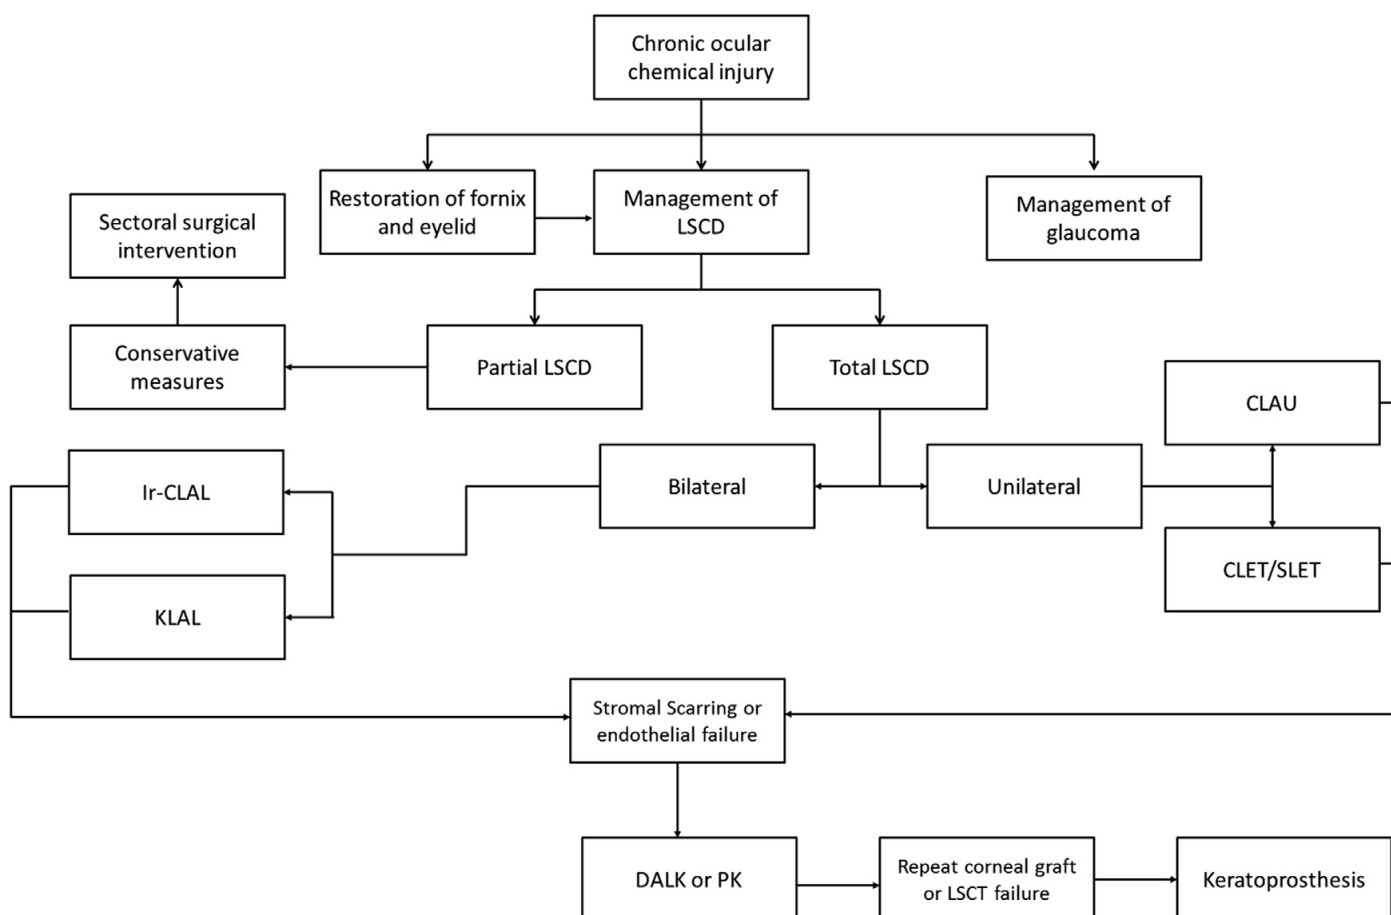 Chronic ocular
chemical injury
Restoration of fornix
and eyelid
Management of
LSCD
Management of
glaucoma
Sectoral surgical
intervention
Conservative
measures
Partial LSCD
Total LSCD
CLAU
Ir-CLAL
Bilateral
Unilateral
CLET/SLET
KLAL
Stromal Scarring or
endothelial failure
DALK or PK
Repeat corneal graft
or LSCT failure
Keratoprosthesis